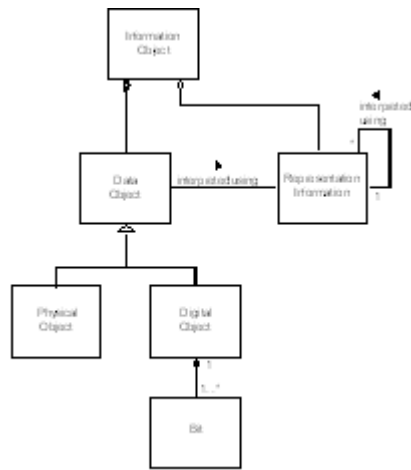 Information
Object
interpreted
using
*
1
Data
Object
interpreted using
Representation
Information
Physical
Object
Digital
Object
1
1...*
Bit